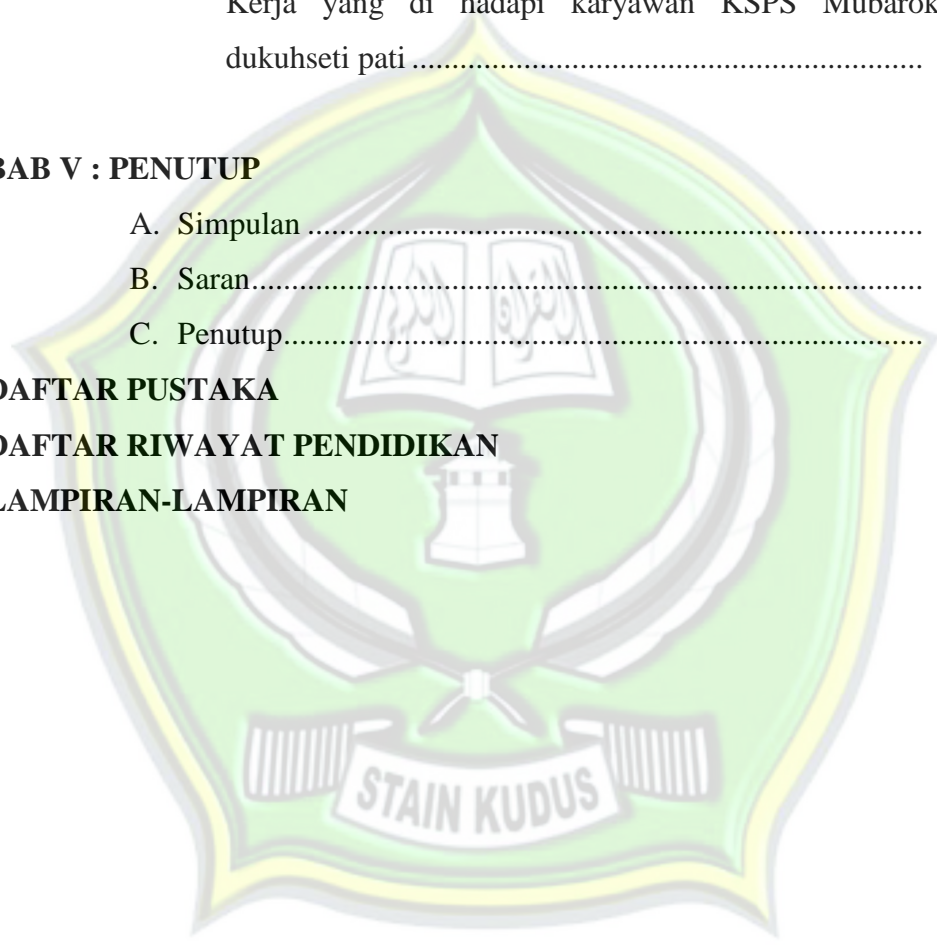 Kerja yang di hadapi karyawan KSPS Mubarok
dukuhseti pati ................................................................
BAB V : PENUTUP
A. Simpulan .............................................................................
B. Saran....................................................................................
C. Penutup................................................................................
DAFTAR PUSTAKA
DAFTAR RIWAYAT PENDIDIKAN
LAMPIRAN-LAMPIRAN
STAIN KUDUS